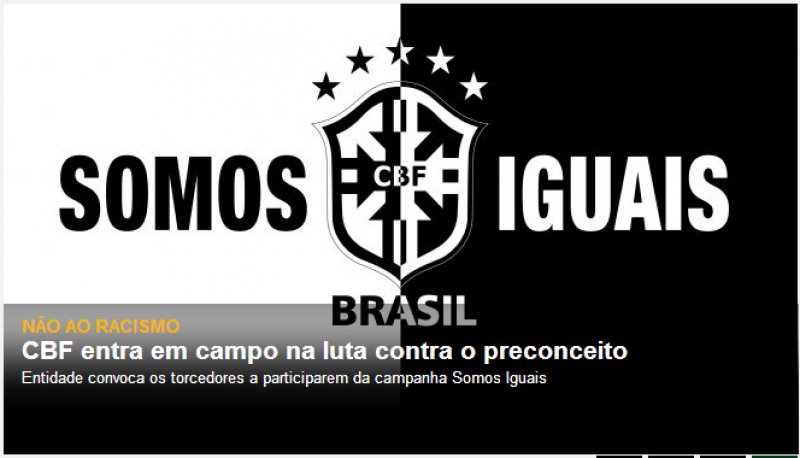 SOMOS IGUAIS
CBF
BRASIL
NÃO AO RACISMO
CBF entra em campo na luta contra o preconceito
Entidade convoca os torcedores a participarem da campanha Somos Iguais